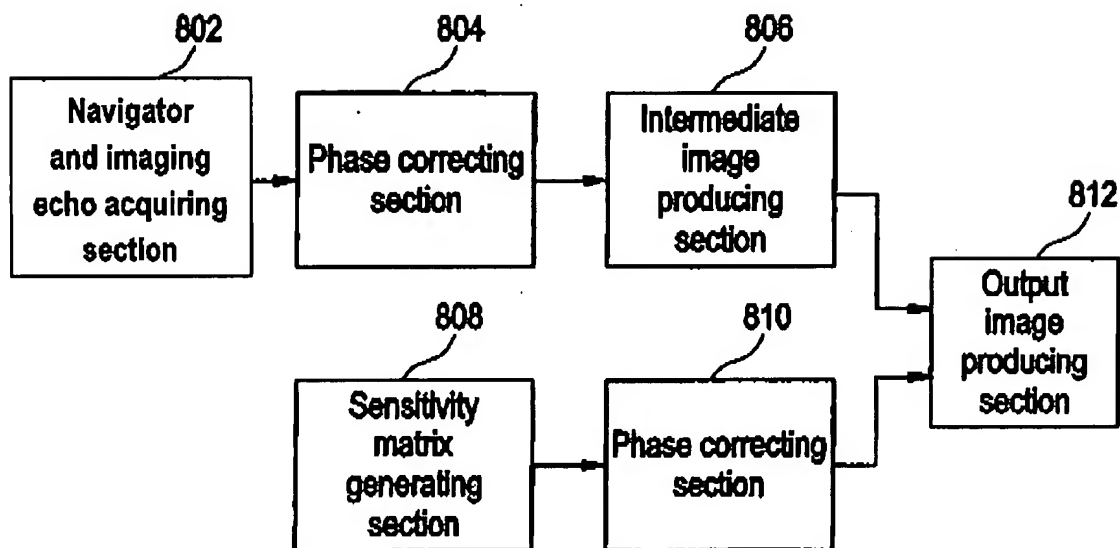 802
Navigator
and imaging
echo acquiring
section
804
Phase correcting
section
806
Intermediate
image
producing
section
808
Sensitivity
matrix
generating
section
810
Phase correcting
section
812
Output
image
producing
section